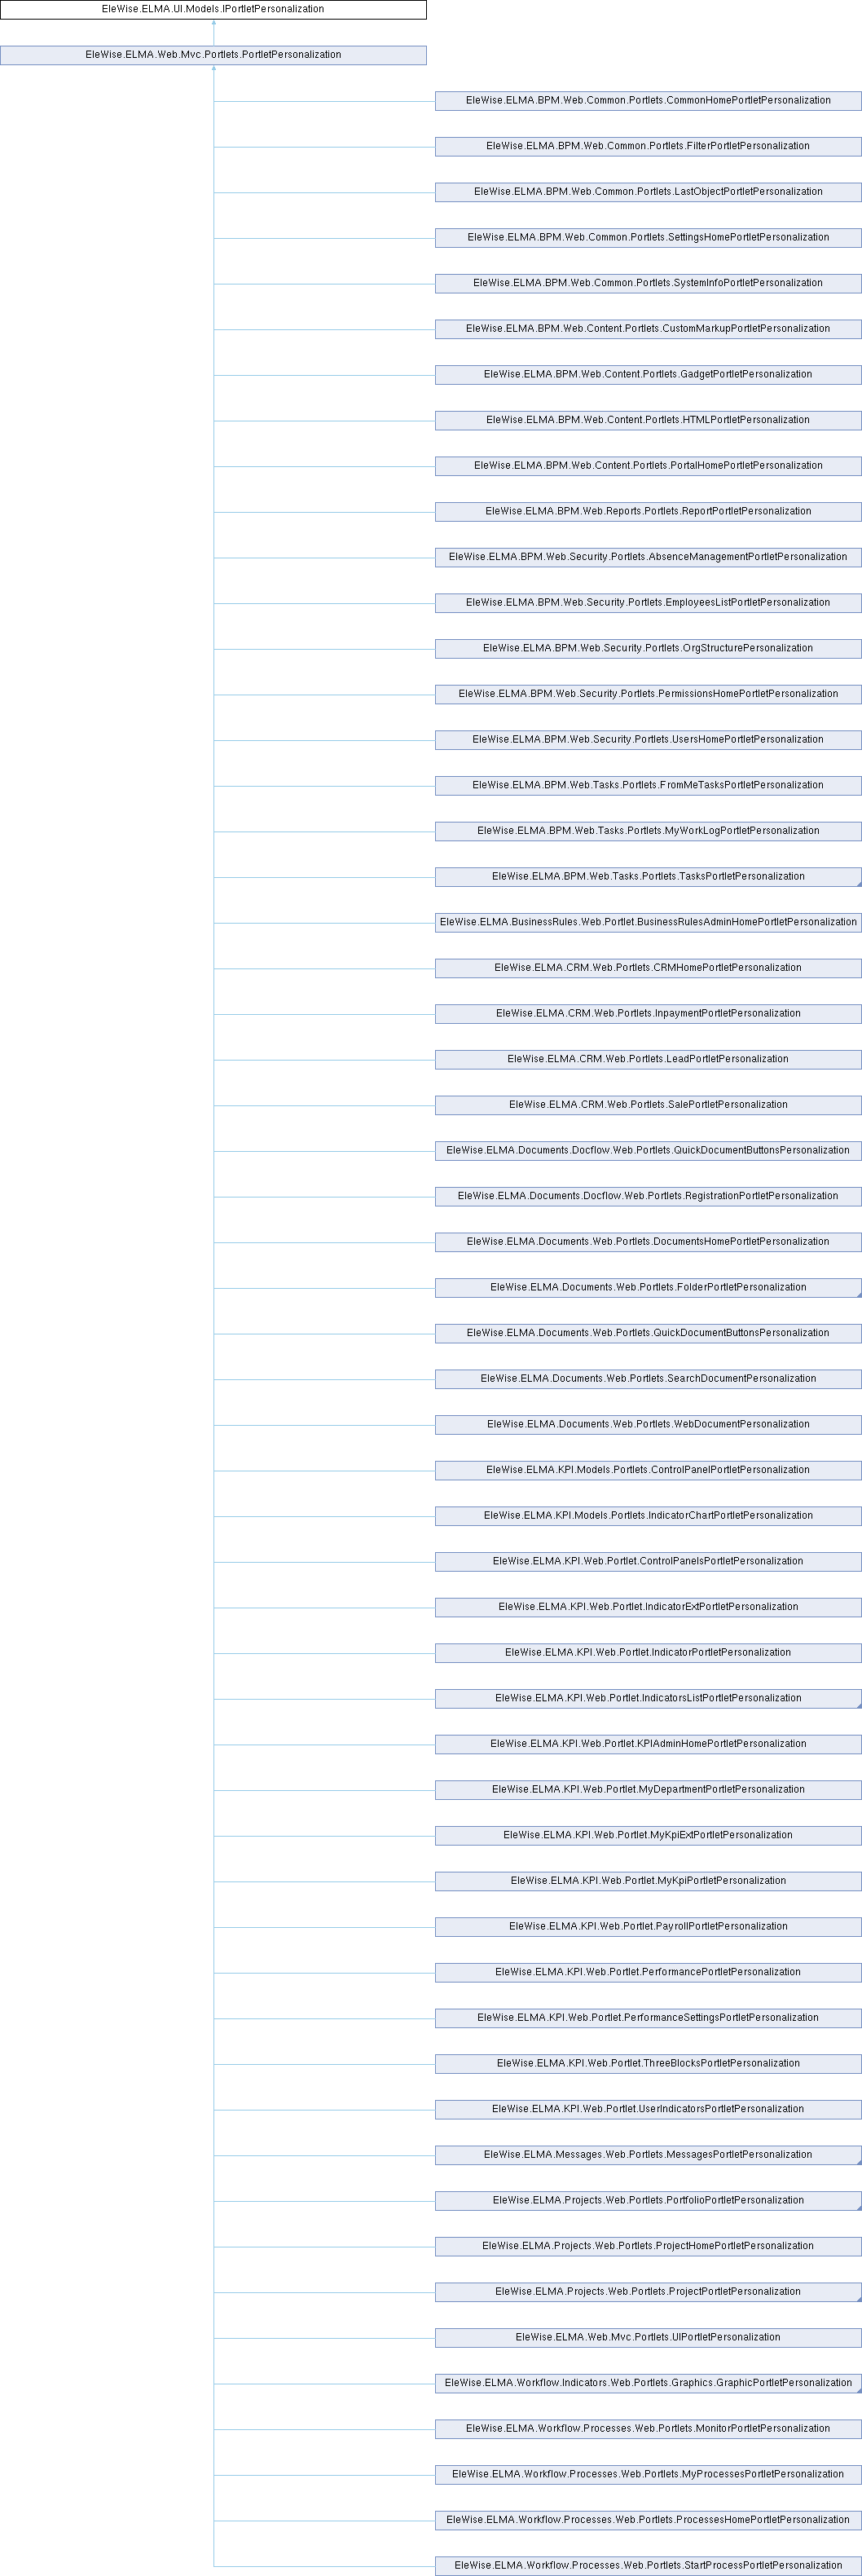 EleWise.ELMA.UI.Models.IPortletPersonalization
EleWise.ELMA.Web.Mvc.Portlets.PortletPersonalization
EleWise.ELMA.BPM.Web.Common.Portlets.CommonHomePortletPersonalization
EleWise.ELMA.BPM.Web.Common.Portlets.FilterPortletPersonalization
EleWise.ELMA.BPM.Web.Common.Portlets.LastObjectPortletPersonalization
EleWise.ELMA.BPM.Web.Common.Portlets.SettingsHomePortletPersonalization
EleWise.ELMA.BPM.Web.Common.Portlets.SystemInfoPortletPersonalization
EleWise.ELMA.BPM.Web.Content.Portlets.CustomMarkupPortletPersonalization
EleWise.ELMA.BPM.Web.Content.Portlets.GadgetPortletPersonalization
EleWise.ELMA.BPM.Web.Content.Portlets.HTMLPortletPersonalization
EleWise.ELMA.BPM.Web.Content.Portlets.PortalHomePortletPersonalization
EleWise.ELMA.BPM.Web.Reports.Portlets.ReportPortletPersonalization
EleWise.ELMA.BPM.Web.Security.Portlets.AbsenceManagementPortletPersonalization
EleWise.ELMA.BPM.Web.Security.Portlets.EmployeesListPortletPersonalization
EleWise.ELMA.BPM.Web.Security.Portlets.OrgStructurePersonalization
EleWise.ELMA.BPM.Web.Security.Portlets.PermissionsHomePortletPersonalization
EleWise.ELMA.BPM.Web.Security.Portlets.UsersHomePortletPersonalization
EleWise.ELMA.BPM.Web.Tasks.Portlets.FromMeTasksPortletPersonalization
EleWise.ELMA.BPM.Web.Tasks.Portlets.MyWorkLogPortletPersonalization
EleWise.ELMA.BPM.Web.Tasks.Portlets.TasksPortletPersonalization
EleWise.ELMA.BusinessRules.Web.Portlet.BusinessRulesAdminHomePortletPersonalization
EleWise.ELMA.CRM.Web.Portlets.CRMHomePortletPersonalization
EleWise.ELMA.CRM.Web.Portlets.InpaymentPortletPersonalization
EleWise.ELMA.CRM.Web.Portlets.LeadPortletPersonalization
EleWise.ELMA.CRM.Web.Portlets.SalePortletPersonalization
EleWise.ELMA.Documents.Docflow.Web.Portlets.QuickDocumentButtonsPersonalization
EleWise.ELMA.Documents.Docflow.Web.Portlets.RegistrationPortletPersonalization
EleWise.ELMA.Documents.Web.Portlets.DocumentsHomePortletPersonalization
EleWise.ELMA.Documents.Web.Portlets.FolderPortletPersonalization
EleWise.ELMA.Documents.Web.Portlets.QuickDocumentButtonsPersonalization
EleWise.ELMA.Documents.Web.Portlets.SearchDocumentPersonalization
EleWise.ELMA.Documents.Web.Portlets.WebDocumentPersonalization
EleWise.ELMA.KPI.Models.Portlets.ControlPanelPortletPersonalization
EleWise.ELMA.KPI.Models.Portlets.IndicatorChartPortletPersonalization
EleWise.ELMA.KPI.Web.Portlet.ControlPanelsPortletPersonalization
EleWise.ELMA.KPI.Web.Portlet.IndicatorExtPortletPersonalization
EleWise.ELMA.KPI.Web.Portlet.IndicatorPortletPersonalization
EleWise.ELMA.KPI.Web.Portlet.IndicatorsListPortletPersonalization
EleWise.ELMA.KPI.Web.Portlet.KPIAdminHomePortletPersonalization
EleWise.ELMA.KPI.Web.Portlet.MyDepartmentPortletPersonalization
EleWise.ELMA.KPI.Web.Portlet.MyKpiExtPortletPersonalization
EleWise.ELMA.KPI.Web.Portlet.MyKpiPortletPersonalization
EleWise.ELMA.KPI.Web.Portlet.PayrollPortletPersonalization
EleWise.ELMA.KPI.Web.Portlet.PerformancePortletPersonalization
EleWise.ELMA.KPI.Web.Portlet.PerformanceSettingsPortletPersonalization
EleWise.ELMA.KPI.Web.Portlet.ThreeBlocksPortletPersonalization
EleWise.ELMA.KPI.Web.Portlet.UserIndicatorsPortletPersonalization
EleWise.ELMA.Messages.Web.Portlets.MessagesPortletPersonalization
EleWise.ELMA.Projects.Web.Portlets.PortfolioPortletPersonalization
EleWise.ELMA.Projects.Web.Portlets.ProjectHomePortletPersonalization
EleWise.ELMA.Projects.Web.Portlets.ProjectPortletPersonalization
EleWise.ELMA.Web.Mvc.Portlets.UIPortletPersonalization
EleWise.ELMA.Workflow.Indicators.Web.Portlets.Graphics.GraphicPortletPersonalization
EleWise.ELMA.Workflow.Processes.Web.Portlets.MonitorPortletPersonalization
EleWise.ELMA.Workflow.Processes.Web.Portlets.MyProcessesPortletPersonalization
EleWise.ELMA.Workflow.Processes.Web.Portlets.ProcessesHomePortletPersonalization
EleWise.ELMA.Workflow.Processes.Web.Portlets.StartProcessPortletPersonalization